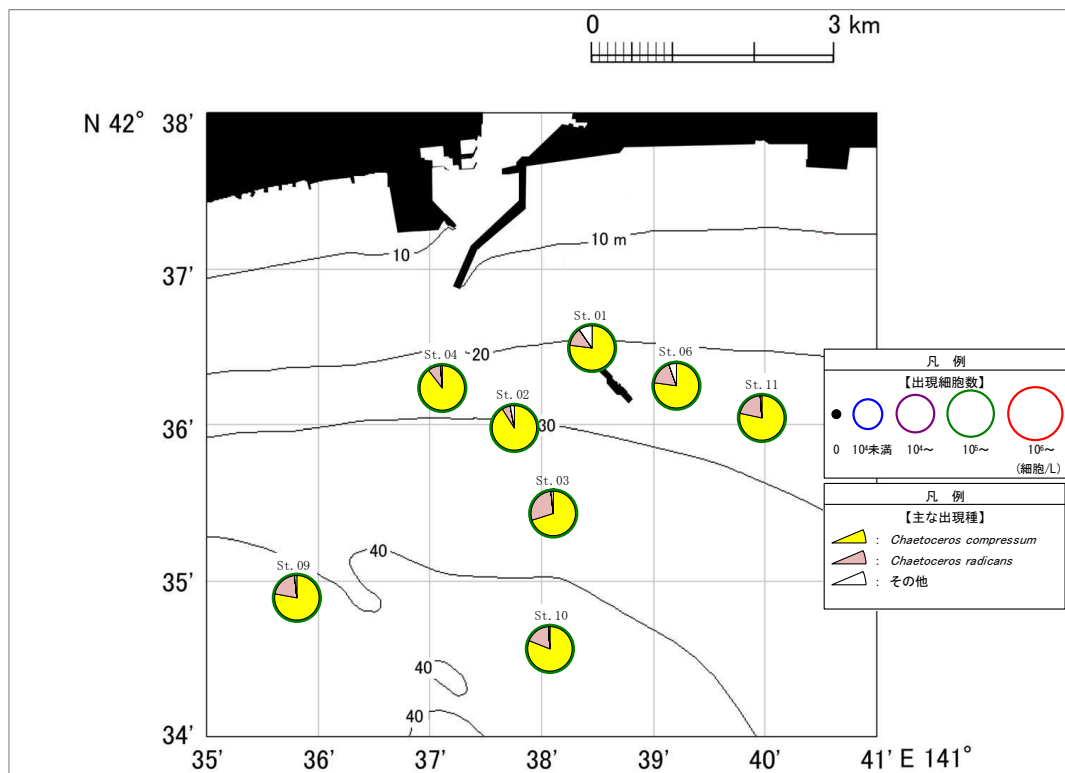 0 3 km
N 42° 38'
10
10 m
37'
St. 01
St. 04
20
St. 06
St. 02
St. 11
36'
30
St. 03
40
35'
St. 09
St. 10
40
40
34'
35' 36' 37' 38' 39' 40' 41' E 141°
凡 例
【出現細胞数】
0 10⁴未満 10⁴～ 10⁵～ 10⁶～
(細胞/L)
凡 例
【主な出現種】
： Chaetoceros compressum
： Chaetoceros radicans
： その他